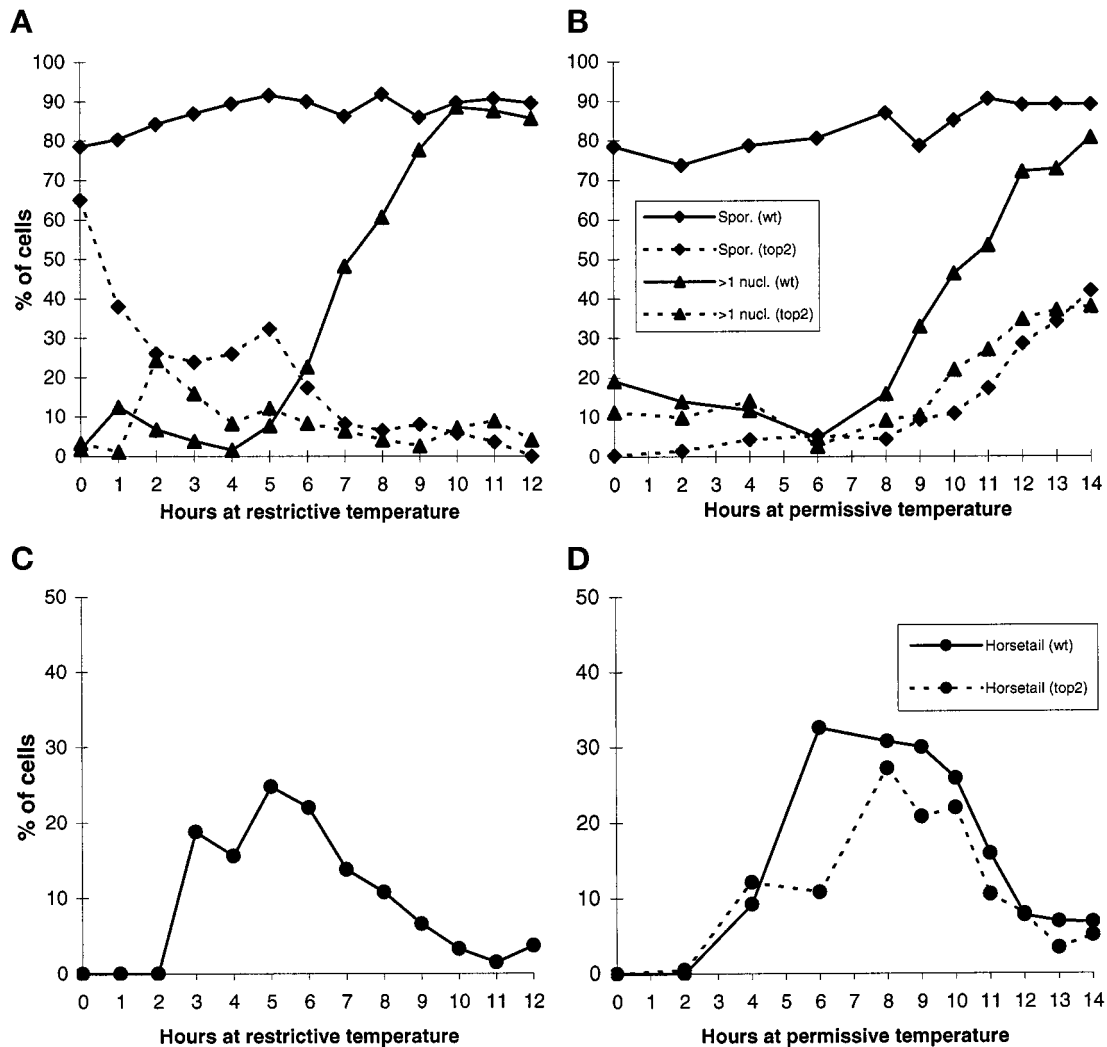 A
B
100
90
80
70
60
50
40
30
20
10
0
% of cells
0 1 2 3 4 5 6 7 8 9 10 11 12
Hours at restrictive temperature
100
90
80
70
60
50
40
30
20
10
0
Spor. (wt)
Spor. (top2)
>1 nucl. (wt)
>1 nucl. (top2)
0 1 2 3 4 5 6 7 8 9 10 11 12 13 14
Hours at permissive temperature
C
D
50
40
30
20
10
0
% of cells
0 1 2 3 4 5 6 7 8 9 10 11 12
Hours at restrictive temperature
50
40
30
20
10
0
Horsetail (wt)
Horsetail (top2)
0 1 2 3 4 5 6 7 8 9 10 11 12 13 14
Hours at permissive temperature